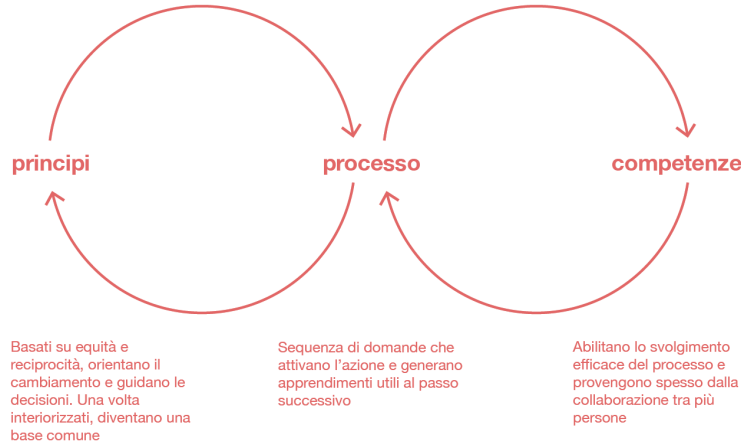 principi
processo
competenze
Basati su equità e
reciprocità, orientano il
cambiamento e guidano le
decisioni. Una volta
interiorizzati, diventano una
base comune
Sequenza di domande che
attivano l’azione e generano
apprendimenti utili al passo
successivo
Abilitano lo svolgimento
efficace del processo e
provengono spesso dalla
collaborazione tra più
persone